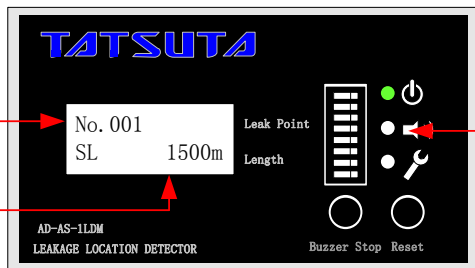 TATSUTA
No.001
SL 1500m
Leak Point
Length
AD-AS-1LDM
LEAKAGE LOCATION DETECTOR
Buzzer Stop Reset